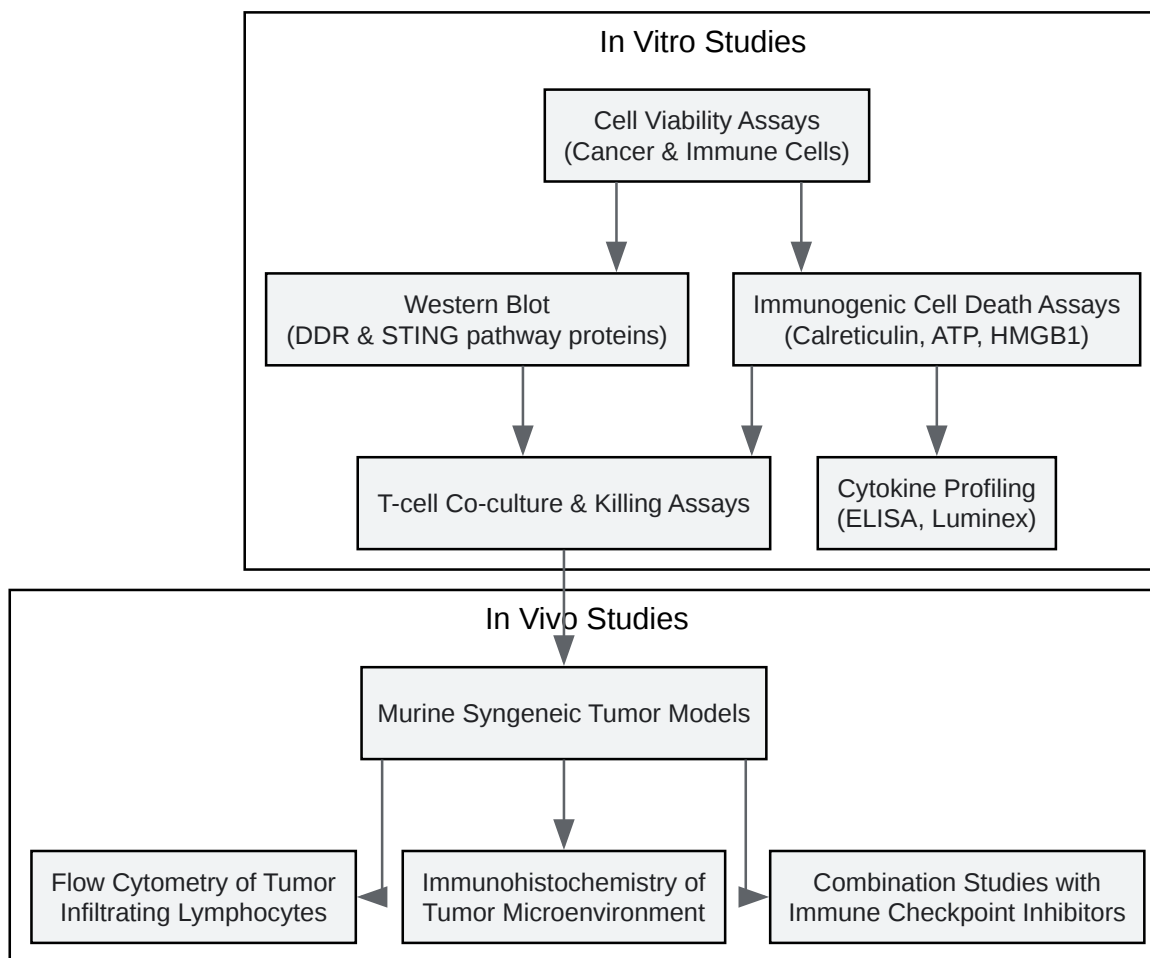 In Vitro Studies
Cell Viability Assays
(Cancer & Immune Cells)
Western Blot
(DDR & STING pathway proteins)
Immunogenic Cell Death Assays
(Calreticulin, ATP, HMGB1)
T-cell Co-culture & Killing Assays
Cytokine Profiling
(ELISA, Luminex)
In Vivo Studies
Murine Syngeneic Tumor Models
Flow Cytometry of Tumor
Infiltrating Lymphocytes
Immunohistochemistry of
Tumor Microenvironment
Combination Studies with
Immune Checkpoint Inhibitors